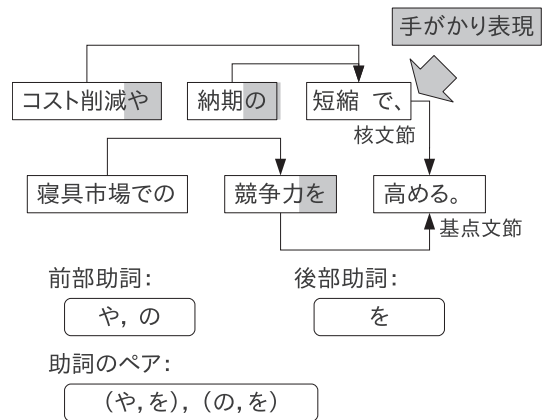 手がかり表現
コスト削減や 納期の 短縮 で、
核文節
寝具市場での 競争力を 高める。
基点文節
前部助詞: 後部助詞:
や, の を
助詞のペア:
(や,を), (の,を)